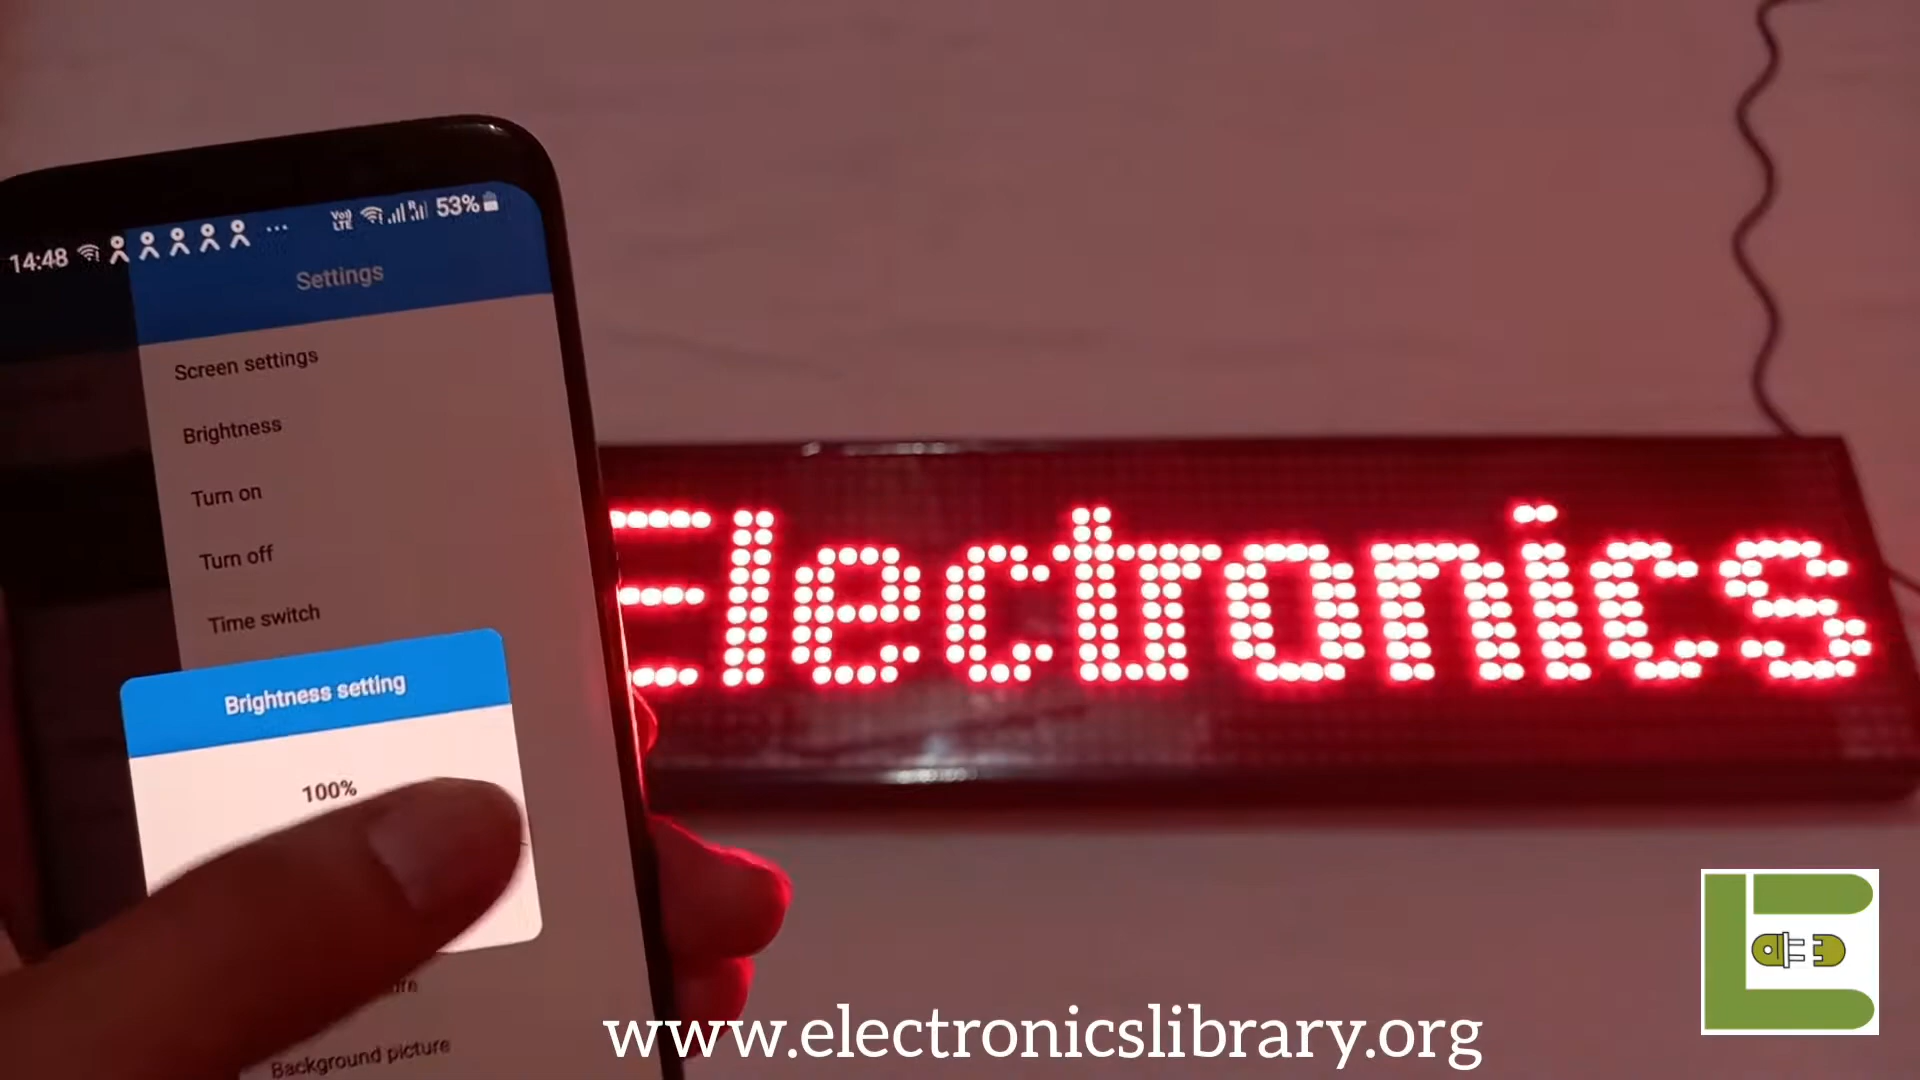 14:48 53%
Settings
Screen settings
Brightness
Turn on
Turn off
Time switch
Brightness setting
100%
Background picture
Electronics
www.electronicslibrary.org